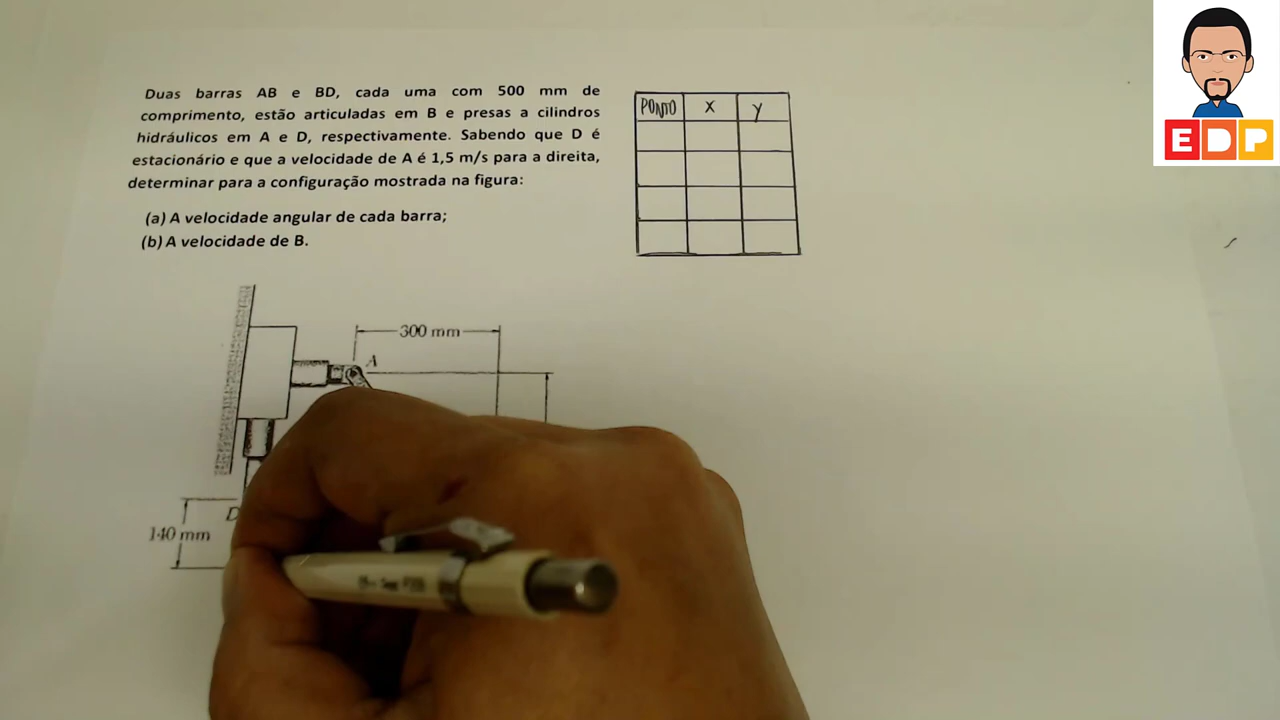 Duas barras AB e BD, cada uma com 500 mm de
comprimento, estão articuladas em B e presas a cilindros
hidráulicos em A e D, respectivamente. Sabendo que D é
estacionário e que a velocidade de A é 1,5 m/s para a direita,
determinar para a configuração mostrada na figura:
(a) A velocidade angular de cada barra;
(b) A velocidade de B.
PONTO X Y
EDP
300 mm
A
D
140 mm